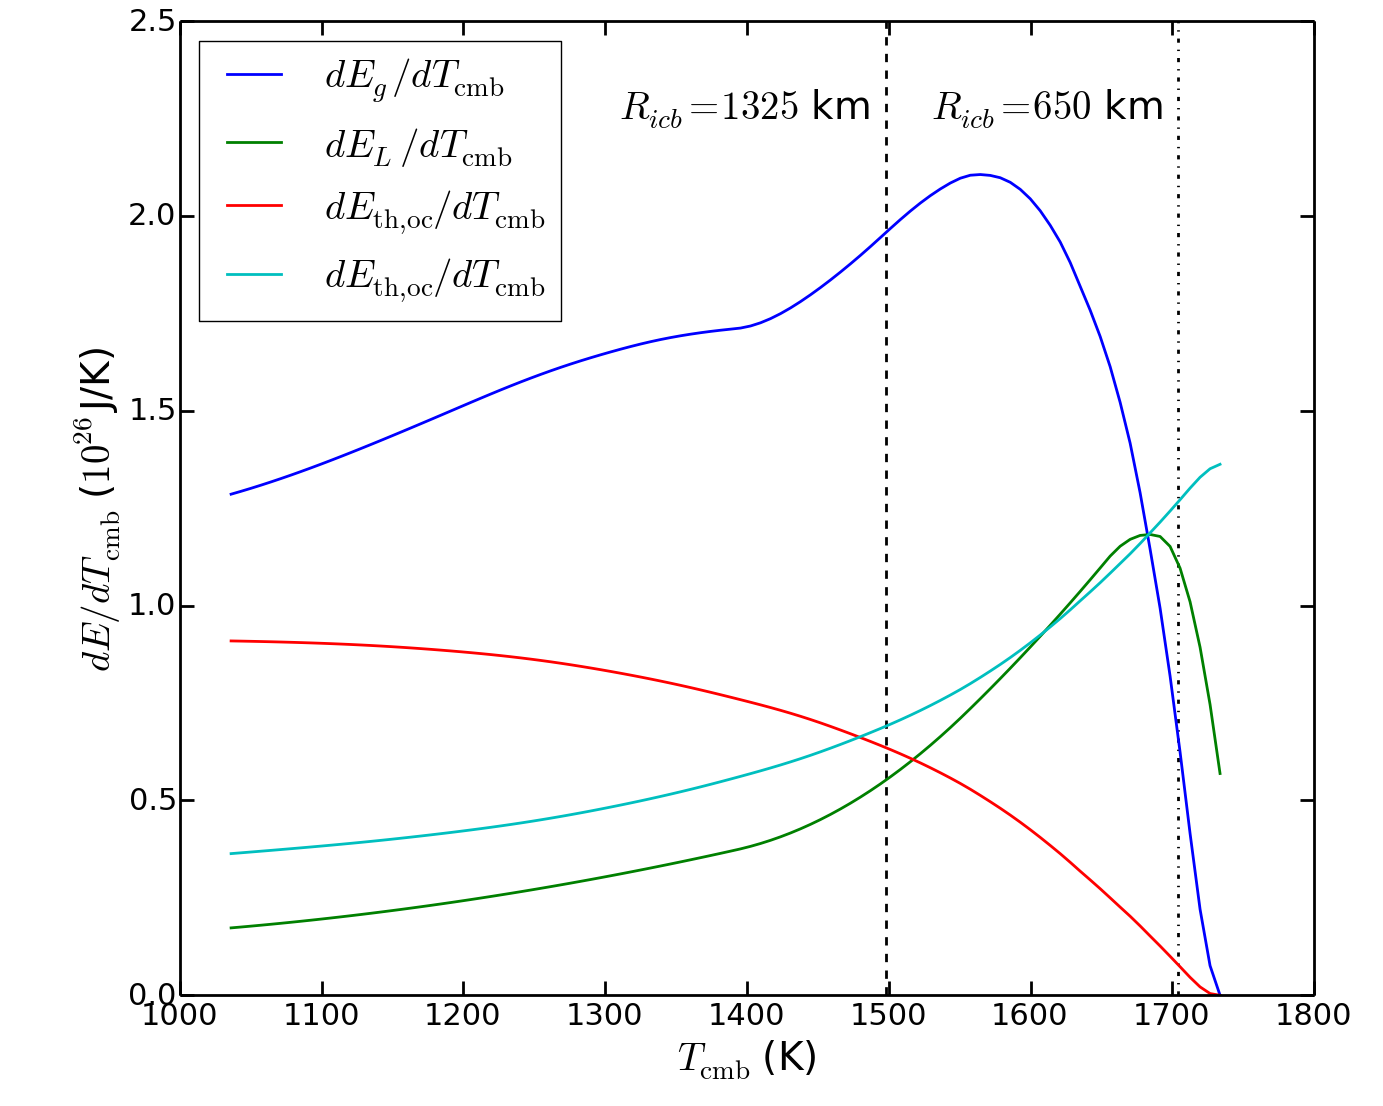 2.5
2.0
1.5
1.0
0.5
0.0
dE/dT_cmb (10^26 J/K)
dE_g/dT_cmb
dE_L/dT_cmb
dE_th,oc/dT_cmb
dE_th,oc/dT_cmb
R_icb=1325 km
R_icb=650 km
1000 1100 1200 1300 1400 1500 1600 1700 1800
T_cmb (K)